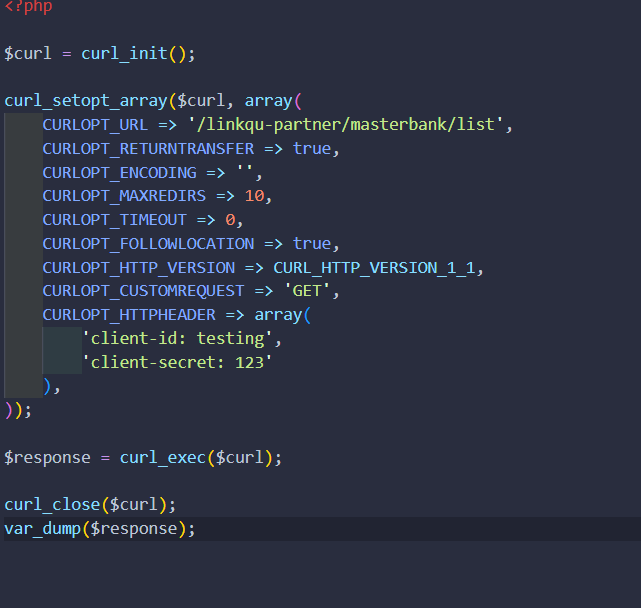 <?php
$curl = curl_init();
curl_setopt_array($curl, array(
    CURLOPT_URL => '/linkqu-partner/masterbank/list',
    CURLOPT_RETURNTRANSFER => true,
    CURLOPT_ENCODING => '',
    CURLOPT_MAXREDIRS => 10,
    CURLOPT_TIMEOUT => 0,
    CURLOPT_FOLLOWLOCATION => true,
    CURLOPT_HTTP_VERSION => CURL_HTTP_VERSION_1_1,
    CURLOPT_CUSTOMREQUEST => 'GET',
    CURLOPT_HTTPHEADER => array(
        'client-id: testing',
        'client-secret: 123'
    ),
));
$response = curl_exec($curl);
curl_close($curl);
var_dump($response);